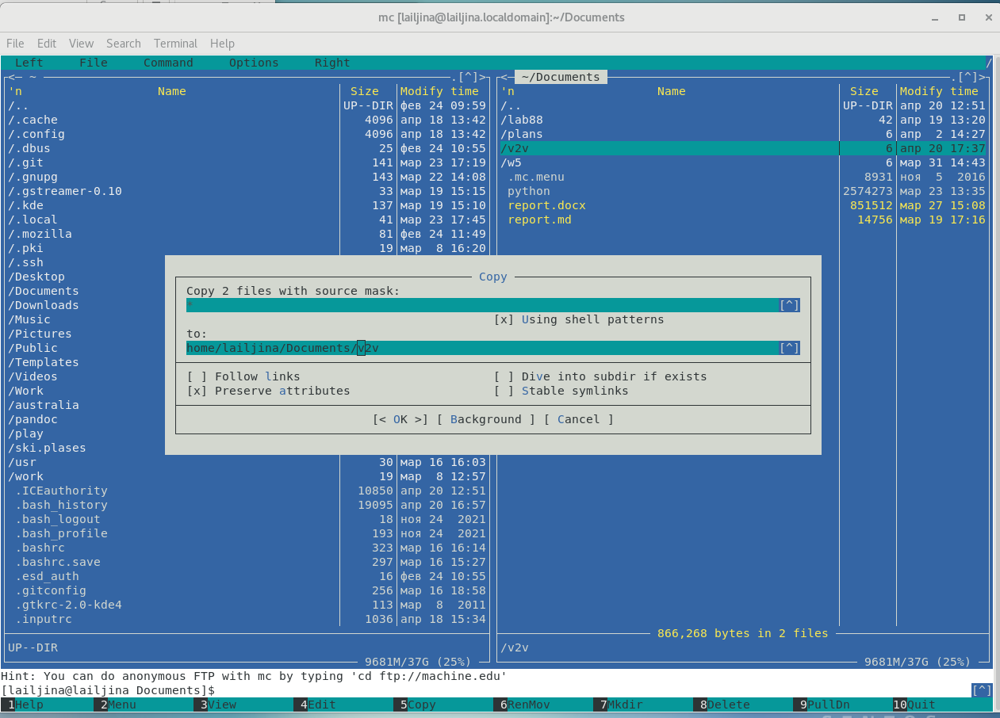 mc [lailjina@lailjina.localdomain]:~/Documents
File Edit View Search Terminal Help
Left File Command Options Right /
<─ ~ .[^]>
'n Name Size Modify time
/.. UP--DIR фев 24 09:59
/.cache 4096 апр 18 13:42
/.config 4096 апр 18 13:42
/.dbus 25 фев 24 10:55
/.git 141 мар 23 17:19
/.gnupg 143 мар 22 14:08
/.gstreamer-0.10 33 мар 19 15:15
/.kde 137 мар 19 15:10
/.local 41 мар 23 17:45
/.mozilla 81 фев 24 11:49
/.pki 19 мар 8 16:20
/.ssh
/Desktop
/Documents
/Downloads
/Music
/Pictures
/Public
/Templates
/Videos
/Work
/australia
/pandoc
/play
/ski.plases
/usr 30 мар 16 16:03
/work 19 мар 8 12:57
.ICEauthority 10850 апр 20 12:51
.bash_history 19095 апр 20 16:57
.bash_logout 18 ноя 24 2021
.bash_profile 193 ноя 24 2021
.bashrc 323 мар 16 16:14
.bashrc.save 297 мар 16 15:27
.esd_auth 16 фев 24 10:55
.gitconfig 256 мар 16 18:58
.gtkrc-2.0-kde4 113 мар 8 2011
.inputrc 1036 апр 18 15:34
UP--DIR
9681M/37G (25%)
<─ ~/Documents .[^]>
'n Name Size Modify time
/.. UP--DIR апр 20 12:51
/lab88 42 апр 19 13:20
/plans 6 апр 2 14:27
/v2v 6 апр 20 17:37
/w5 6 мар 31 14:43
.mc.menu 8931 ноя 5 2016
python 2574273 мар 23 13:35
report.docx 851512 мар 27 15:08
report.md 14756 мар 19 17:16
866,268 bytes in 2 files
/v2v
9681M/37G (25%)
Copy
Copy 2 files with source mask:
* [^]
[x] Using shell patterns
to:
home/lailjina/Documents/v2v [^]
[ ] Follow links [ ] Dive into subdir if exists
[x] Preserve attributes [ ] Stable symlinks
[< OK >] [ Background ] [ Cancel ]
Hint: You can do anonymous FTP with mc by typing 'cd ftp://machine.edu'
[lailjina@lailjina Documents]$ [^]
1Help 2Menu 3View 4Edit 5Copy 6RenMov 7Mkdir 8Delete 9PullDn 10Quit